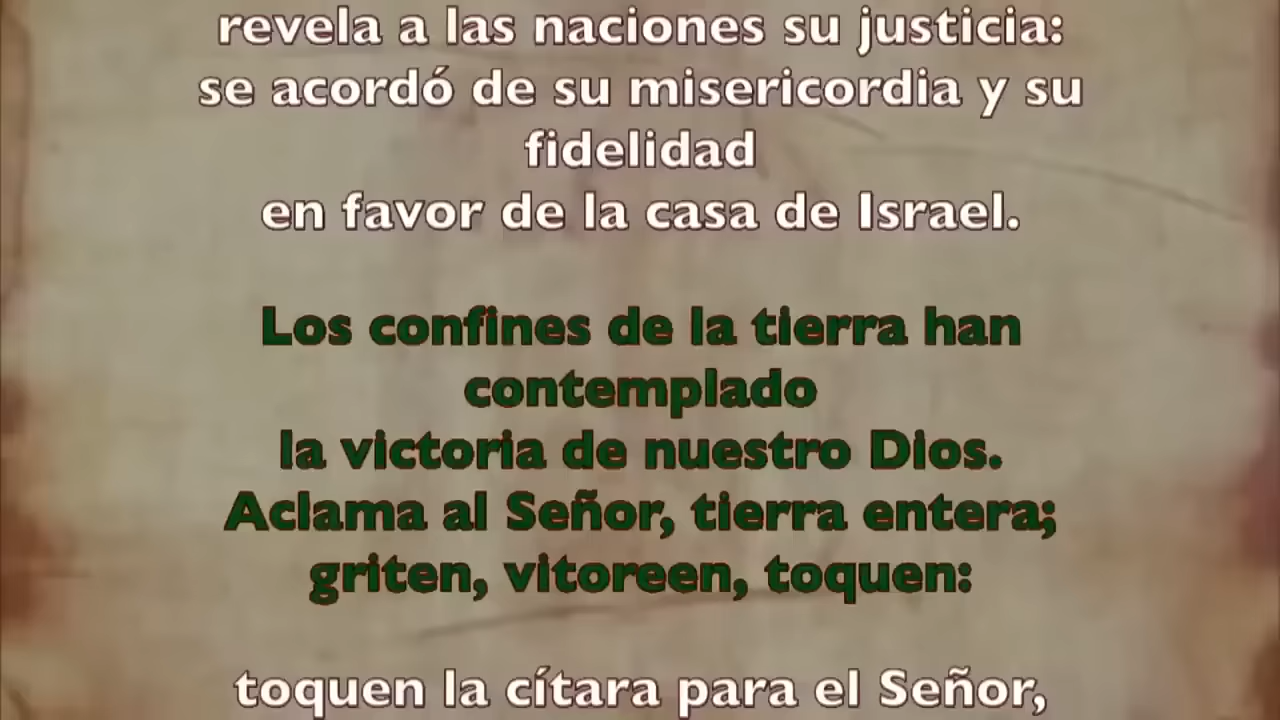 revela a las naciones su justicia:
se acordó de su misericordia y su
fidelidad
en favor de la casa de Israel.
Los confines de la tierra han
contemplado
la victoria de nuestro Dios.
Aclama al Señor, tierra entera;
griten, vitoreen, toquen:
toquen la cítara para el Señor,